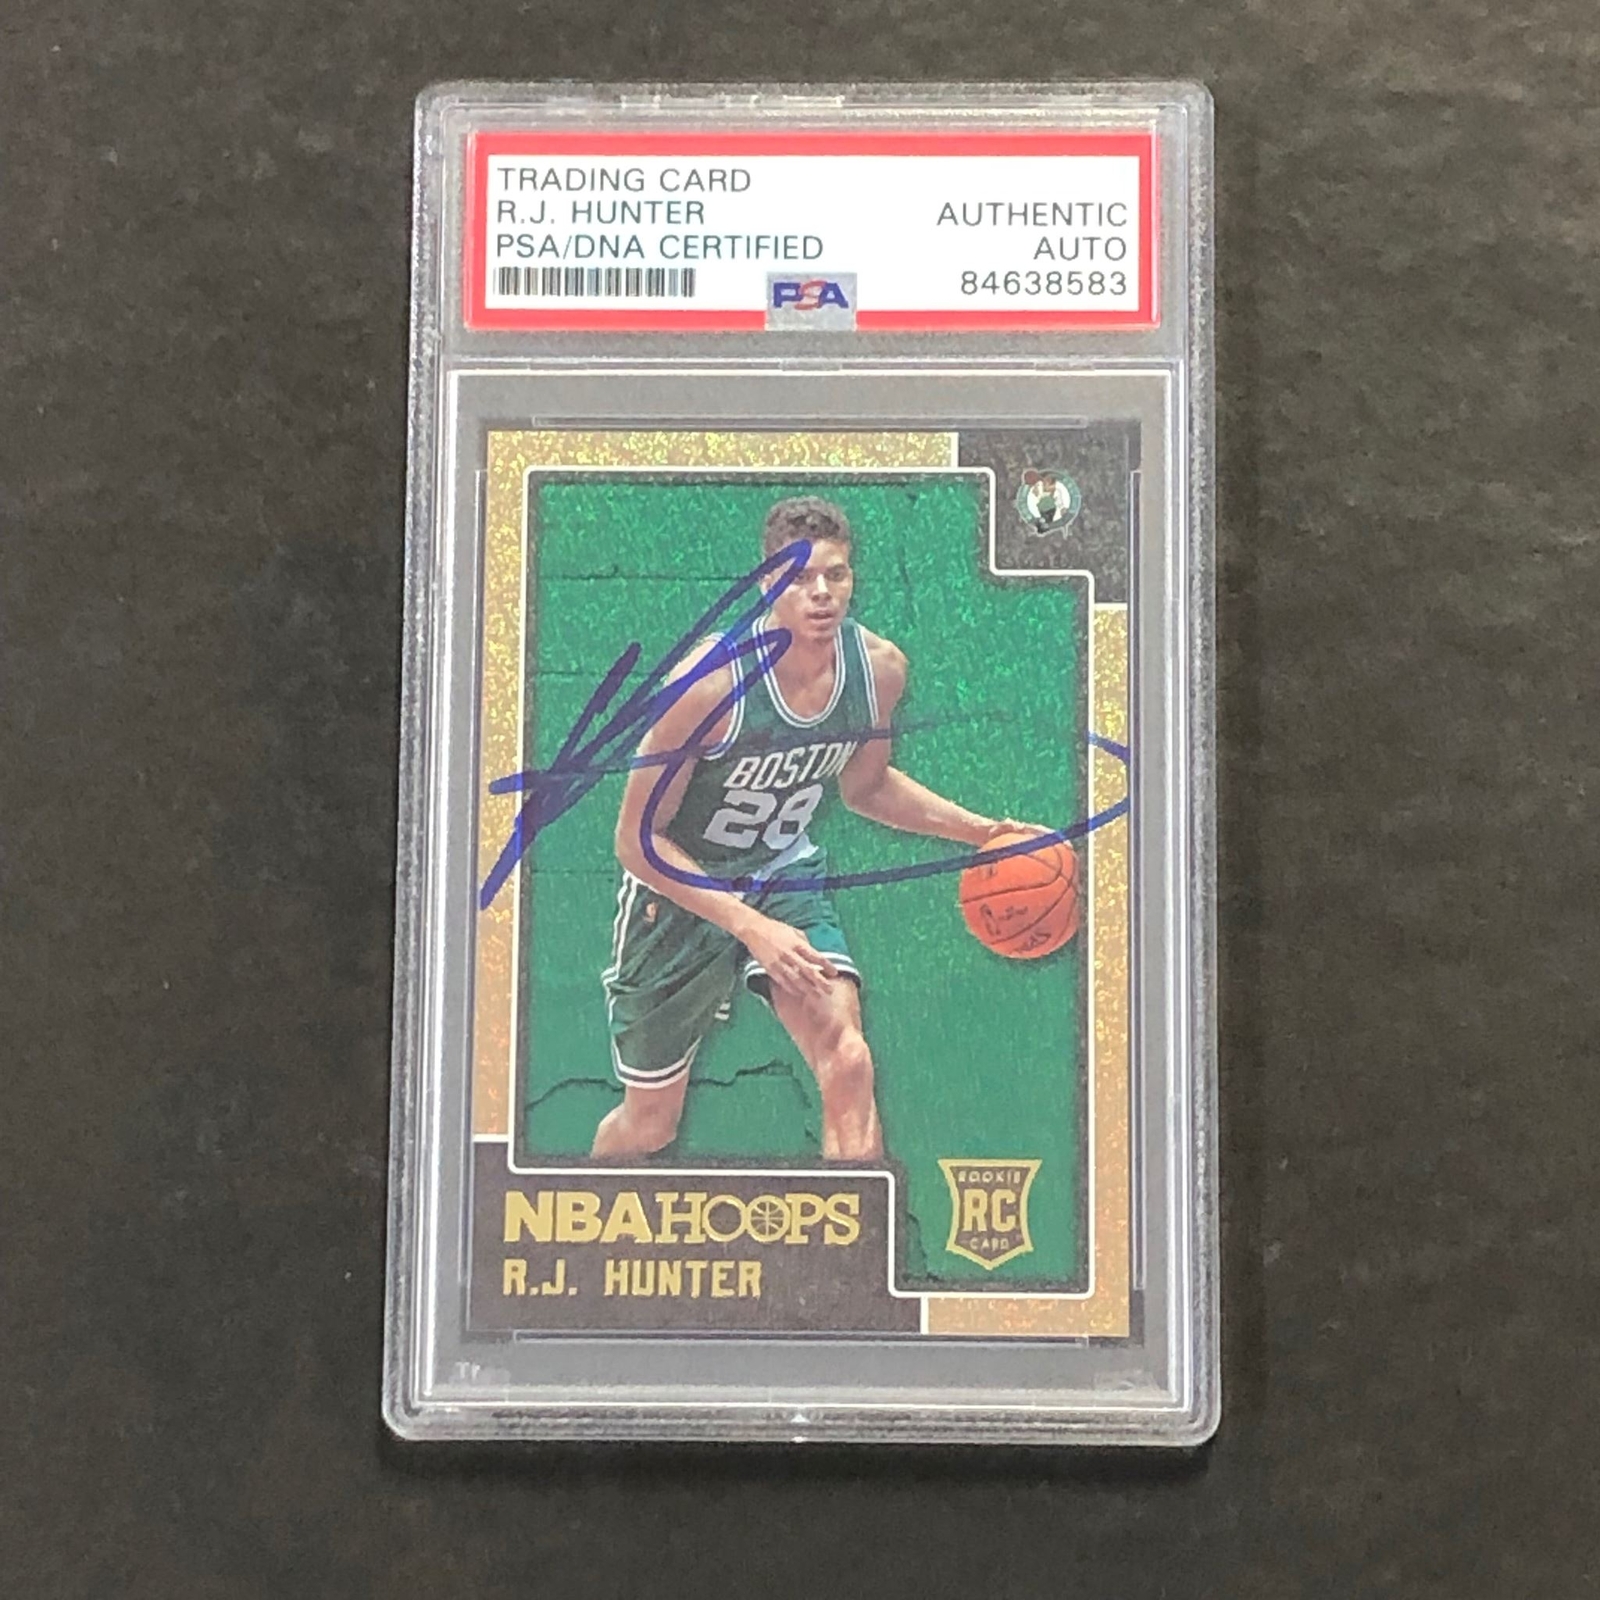 TRADING CARD
R.J. HUNTER
PSA/DNA CERTIFIED
AUTHENTIC
AUTO
84638583
PSA
BOSTON
28
ROOKIE
RC
CARD
NBAHOOPS
R.J. HUNTER